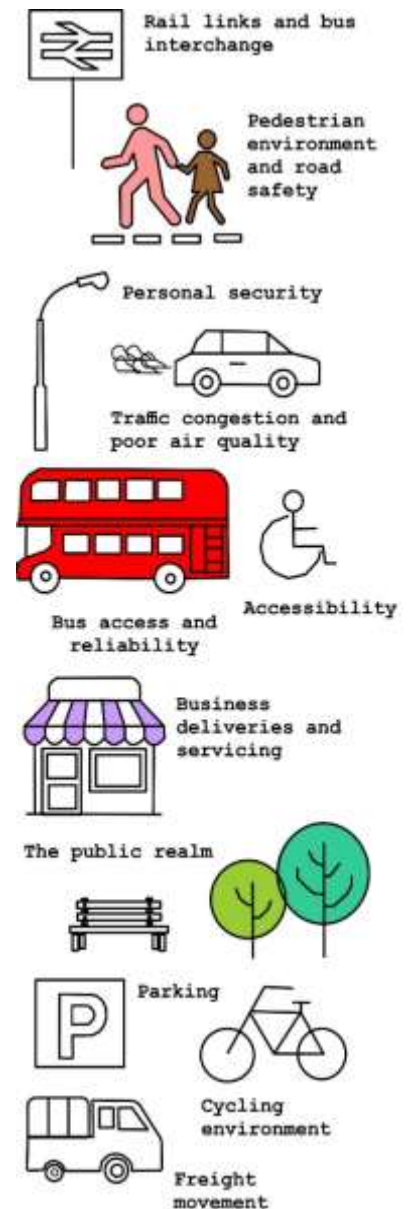 Rail links and bus
interchange
Pedestrian
environment
and road
safety
Personal security
Traffic congestion and
poor air quality
Bus access and
reliability
Accessibility
Business
deliveries and
servicing
The public realm
P
Parking
Cycling
environment
Freight
movement